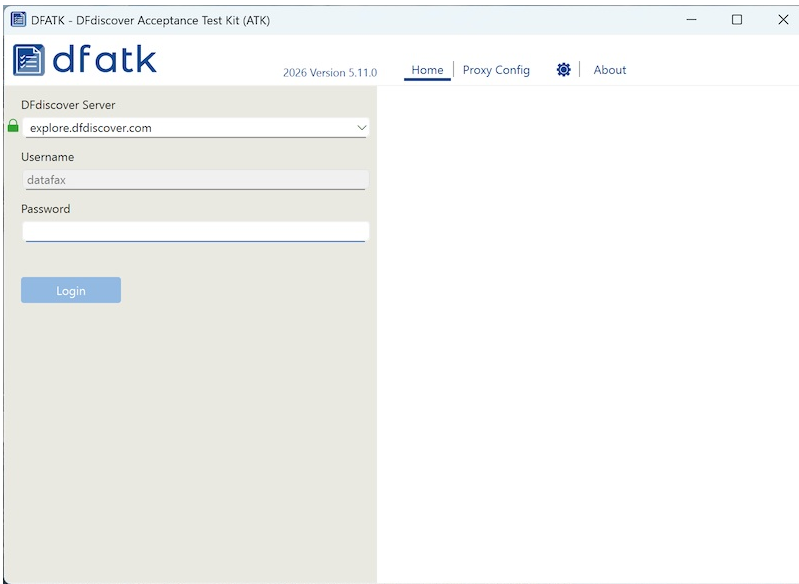 DFATK - DFdiscover Acceptance Test Kit (ATK)
dfatk
2026 Version 5.11.0
Home
Proxy Config
About
DFdiscover Server
explore.dfdiscover.com
Username
datafax
Password
Login